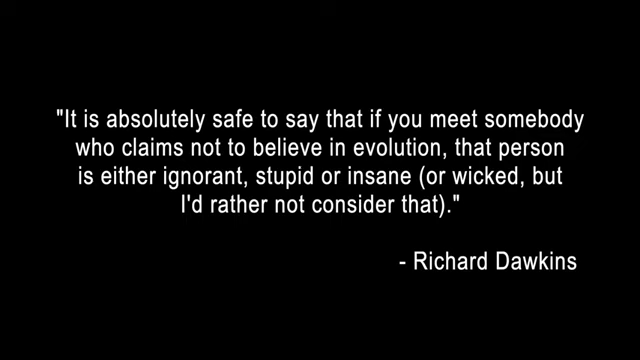 "It is absolutely safe to say that if you meet somebody
who claims not to believe in evolution, that person
is either ignorant, stupid or insane (or wicked, but
I'd rather not consider that)."
- Richard Dawkins